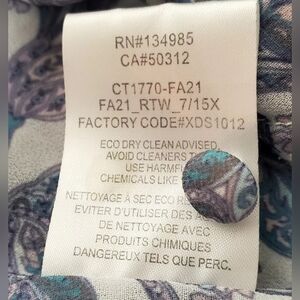 RN#134985
CA#50312
CT1770-FA21
FA21_RTW_7/15X
FACTORY CODE#XDS1012
ECO DRY CLEAN ADVISED,
AVOID CLEANERS T
USE HARMF
CHEMICALS LIKE
NETTOYAGE À SEC ECO R
EVITER D'UTILISER DES A
DE NETTOYAGE AVEC
PRODUITS CHIMIQUES
DANGEREUX TELS QUE PERC.